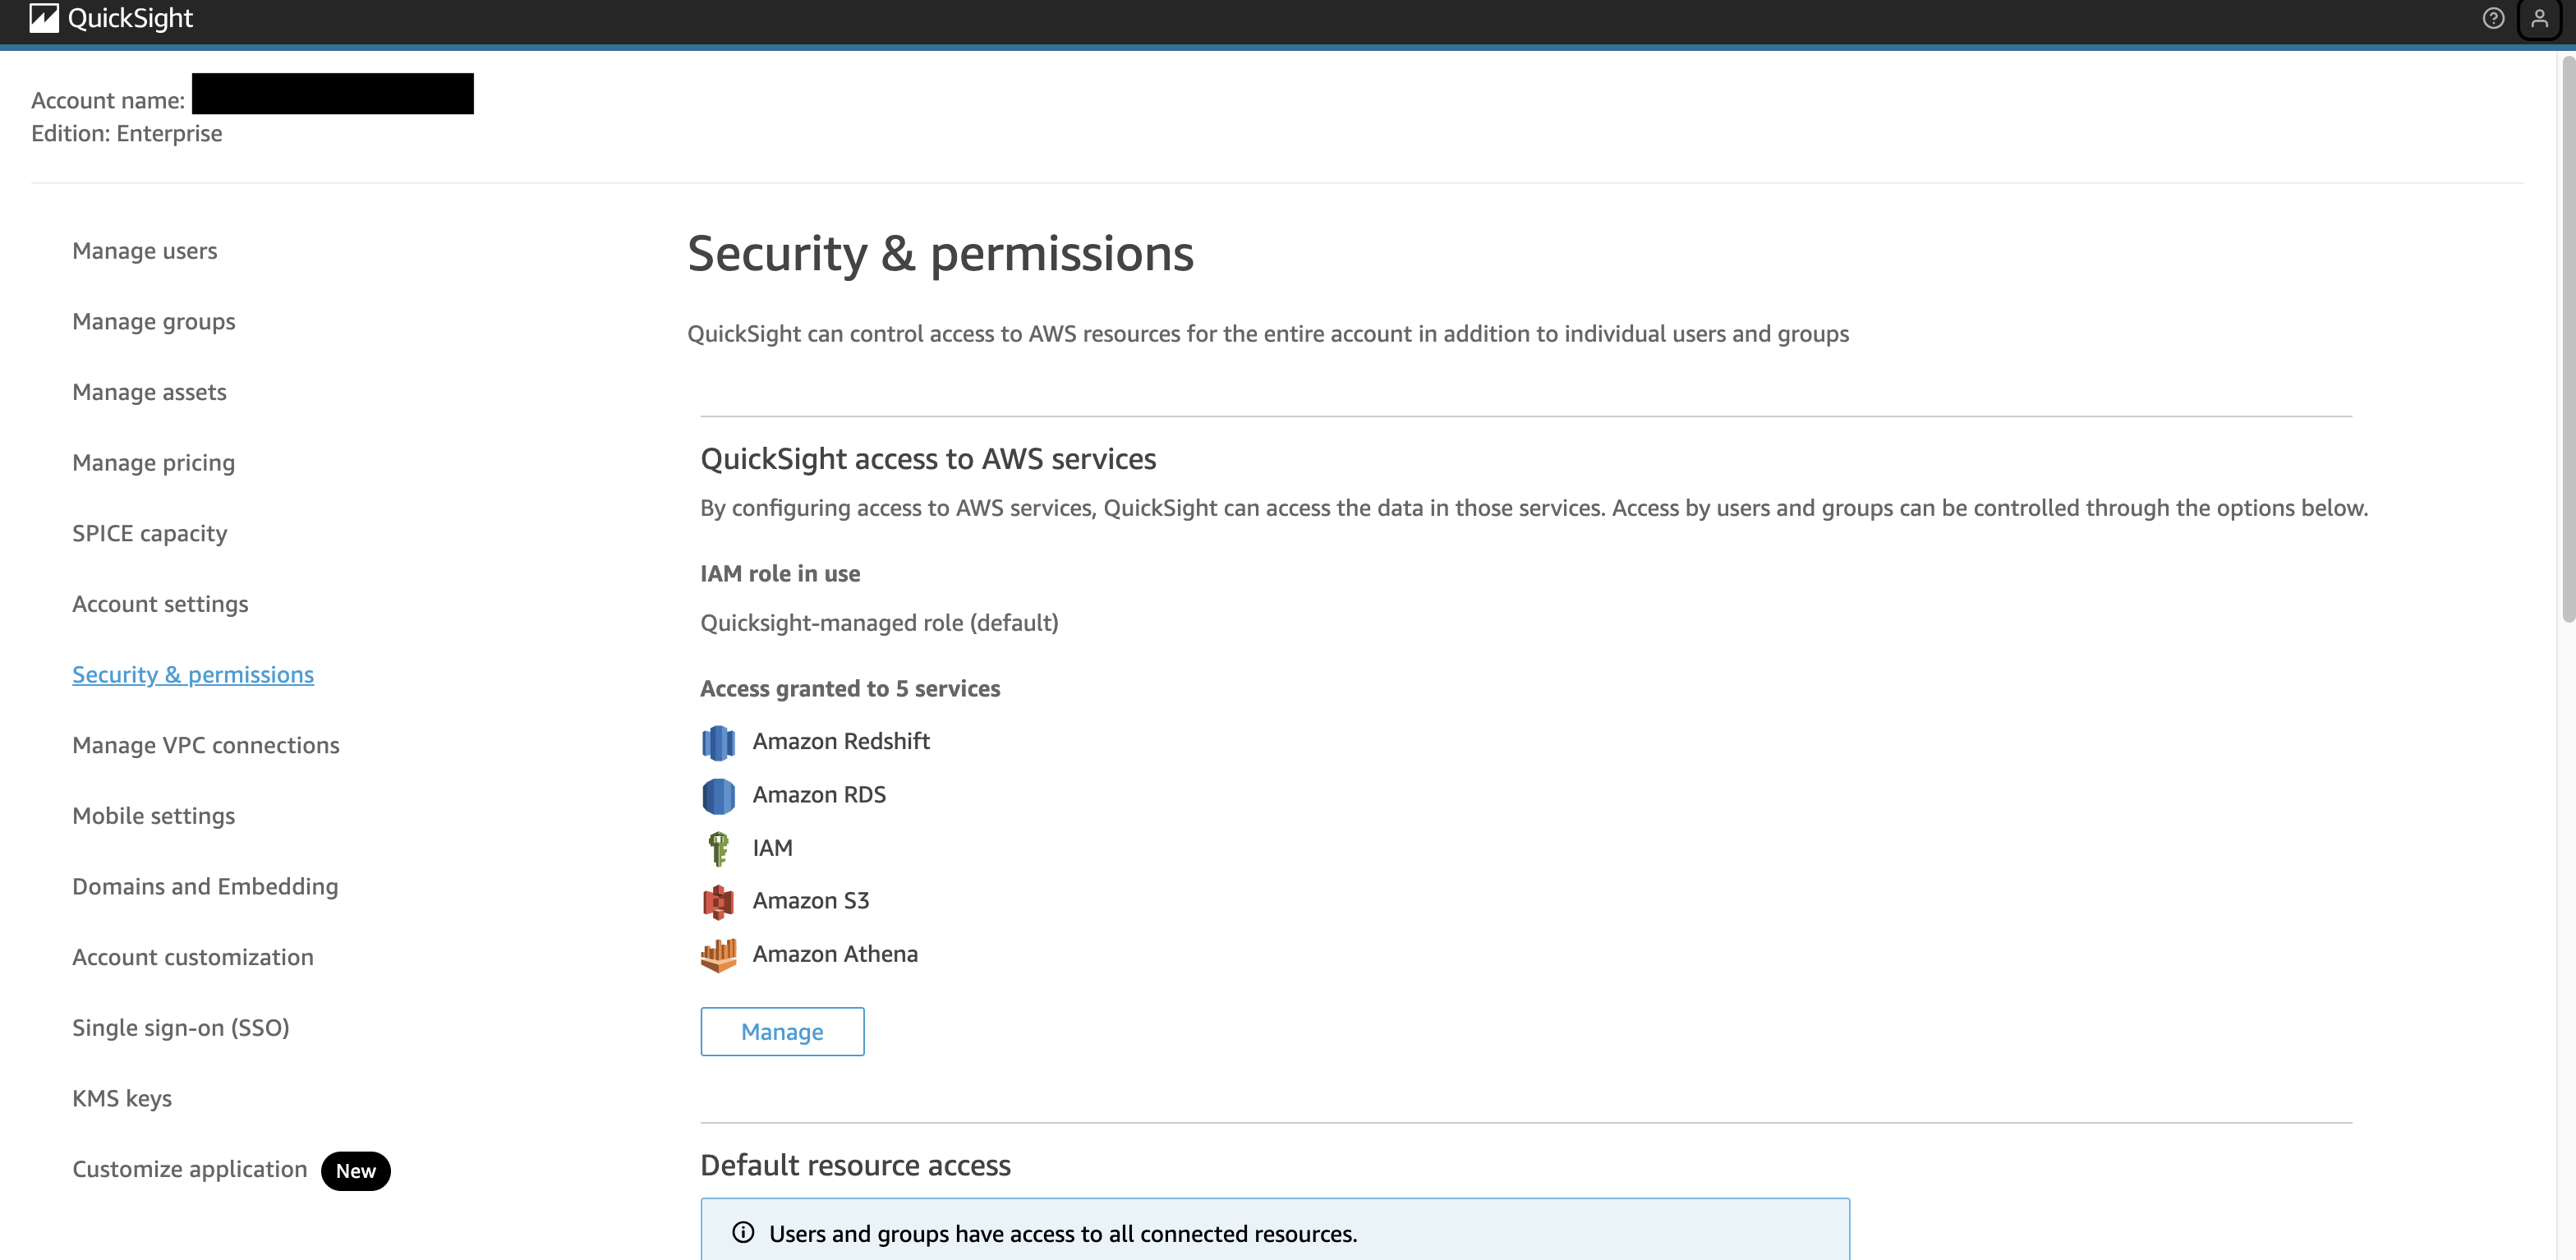 QuickSight
Account name:
Edition: Enterprise
Manage users
Manage groups
Manage assets
Manage pricing
SPICE capacity
Account settings
Security & permissions
Manage VPC connections
Mobile settings
Domains and Embedding
Account customization
Single sign-on (SSO)
KMS keys
Customize application New
Security & permissions
QuickSight can control access to AWS resources for the entire account in addition to individual users and groups
QuickSight access to AWS services
By configuring access to AWS services, QuickSight can access the data in those services. Access by users and groups can be controlled through the options below.
IAM role in use
Quicksight-managed role (default)
Access granted to 5 services
Amazon Redshift
Amazon RDS
IAM
Amazon S3
Amazon Athena
Manage
Default resource access
Users and groups have access to all connected resources.